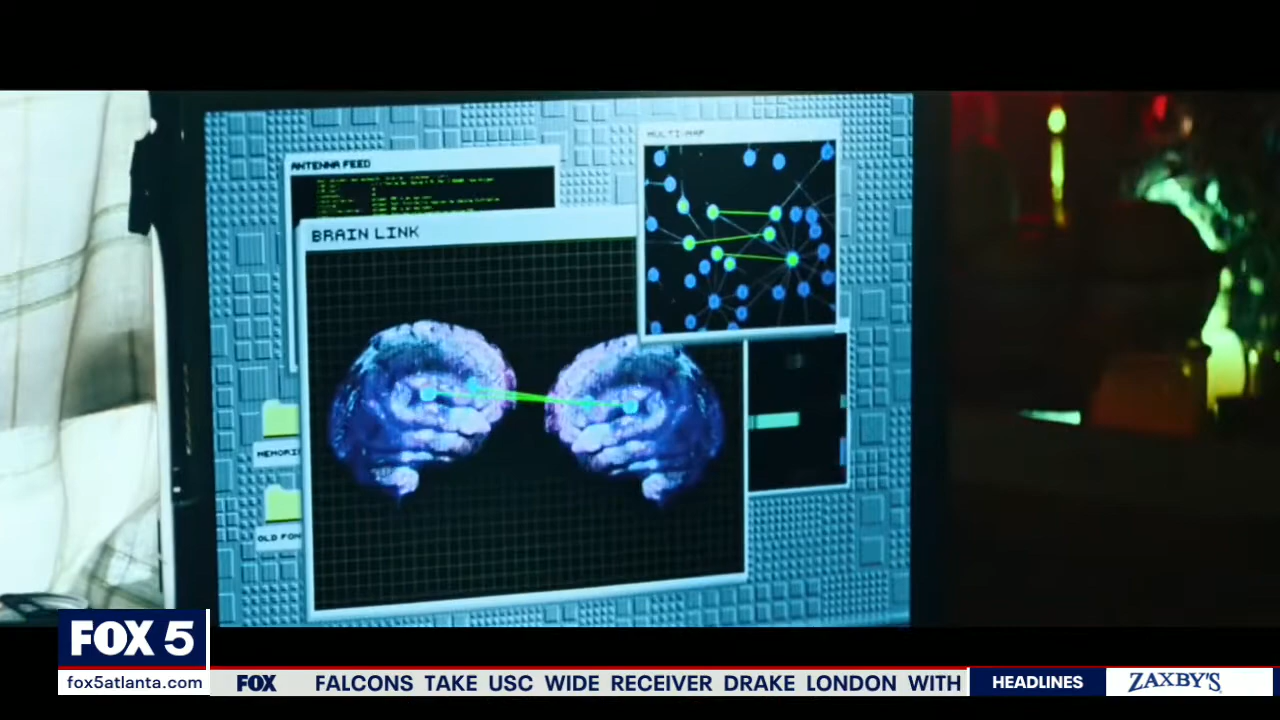 MULTI-MAP
ANTENNA FEED
BRAIN LINK
MEMORI
OLD FON
FOX 5
fox5atlanta.com
FOX
FALCONS TAKE USC WIDE RECEIVER DRAKE LONDON WITH
HEADLINES
ZAXBY'S